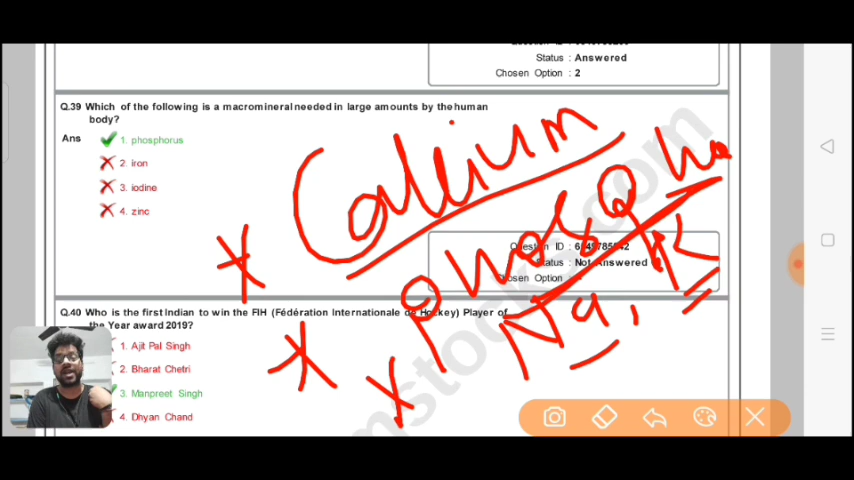 Status : Answered
Chosen Option : 2
Q.39 Which of the following is a macromineral needed in large amounts by the human
body?
Ans
1. phosphorus
2. iron
3. iodine
4. zinc
Calcium
Na, K
Status : Not Answered
Chosen Option :
Q.40 Who is the first Indian to win the FIH (Fédération Internationale de Hockey) Player of
the Year award 2019?
1. Ajit Pal Singh
2. Bharat Chetri
3. Manpreet Singh
4. Dhyan Chand